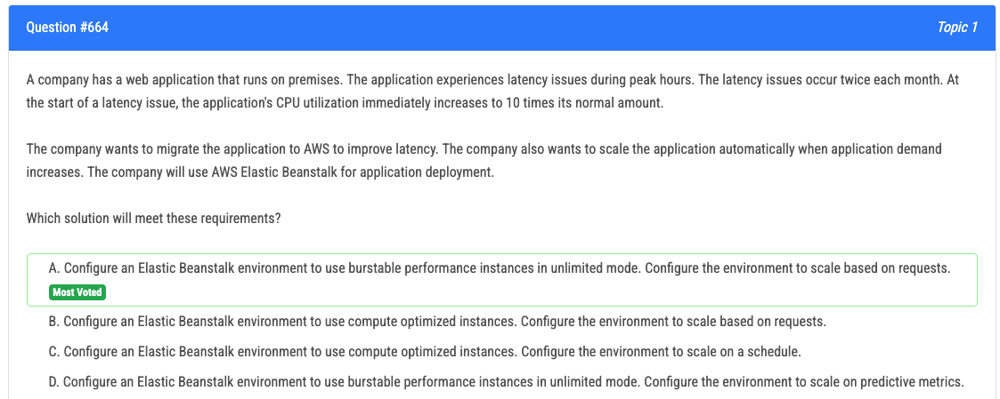 Question #664
Topic 1
A company has a web application that runs on premises. The application experiences latency issues during peak hours. The latency issues occur twice each month. At
the start of a latency issue, the application's CPU utilization immediately increases to 10 times its normal amount.
The company wants to migrate the application to AWS to improve latency. The company also wants to scale the application automatically when application demand
increases. The company will use AWS Elastic Beanstalk for application deployment.
Which solution will meet these requirements?
A. Configure an Elastic Beanstalk environment to use burstable performance instances in unlimited mode. Configure the environment to scale based on requests.
Most Voted
B. Configure an Elastic Beanstalk environment to use compute optimized instances. Configure the environment to scale based on requests.
C. Configure an Elastic Beanstalk environment to use compute optimized instances. Configure the environment to scale on a schedule.
D. Configure an Elastic Beanstalk environment to use burstable performance instances in unlimited mode. Configure the environment to scale on predictive metrics.